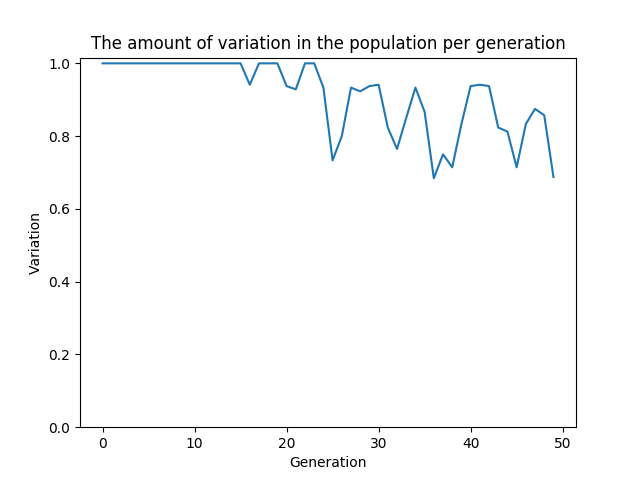 The amount of variation in the population per generation
1.0
0.8
0.6
0.4
0.2
0.0
Variation
0 10 20 30 40 50
Generation